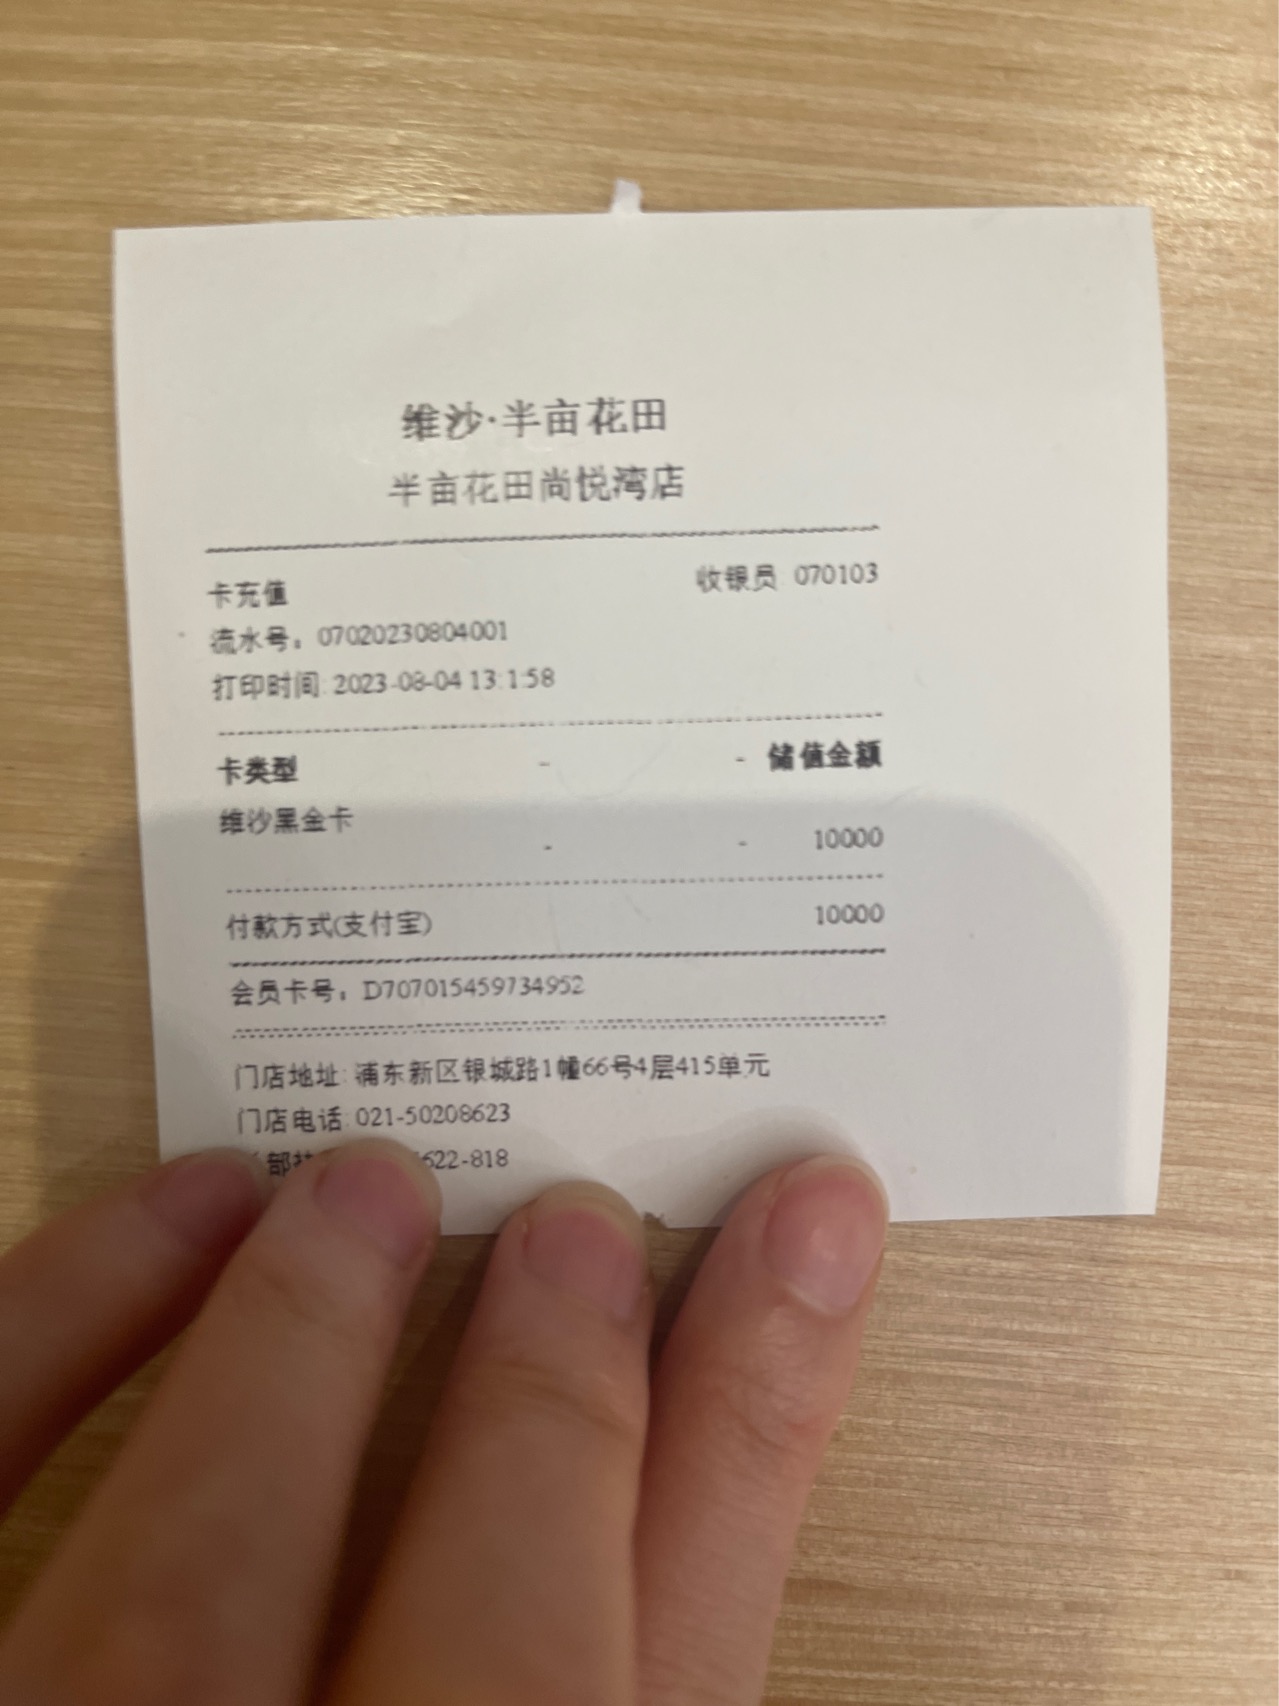 维沙·半亩花田
半亩花田尚悦湾店
卡充值 收银员 070103
流水号：07020230804001
打印时间: 2023-08-04 13:1:58
卡类型 - - 储值金额
维沙黑金卡
- - 10000
付款方式(支付宝) 10000
会员卡号：D707015459734952
门店地址: 浦东新区银城路1幢66号4层415单元
门店电话: 021-50208623
部 622-818